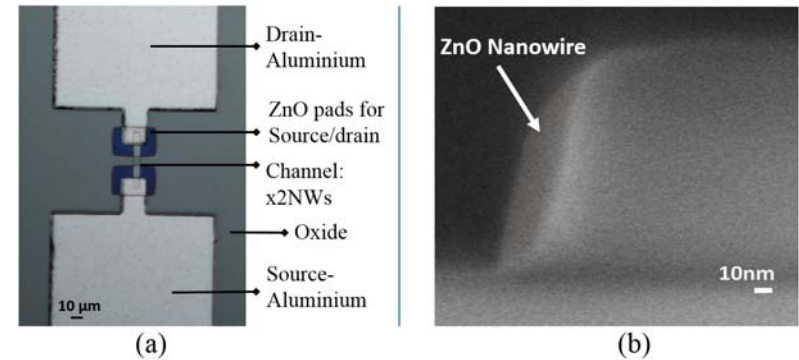 Drain-
Aluminium
ZnO pads for
Source/drain
Channel:
x2NWs
Oxide
Source-
Aluminium
10 µm
(a)
ZnO Nanowire
10nm
(b)